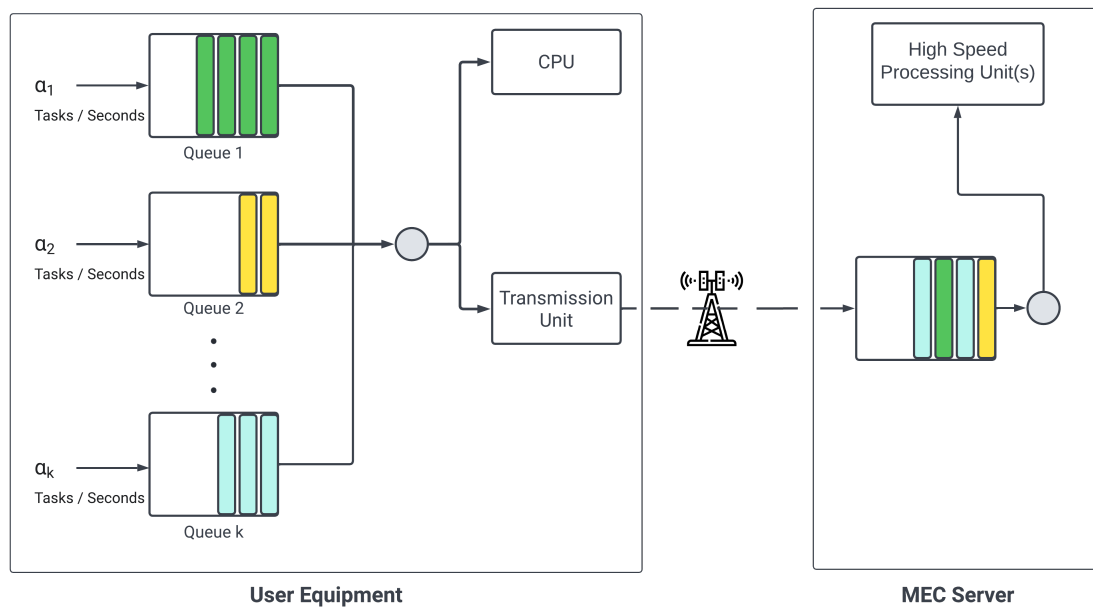 α1
Tasks / Seconds
Queue 1
α2
Tasks / Seconds
Queue 2
αk
Tasks / Seconds
Queue k
CPU
Transmission
Unit
User Equipment
High Speed
Processing Unit(s)
MEC Server